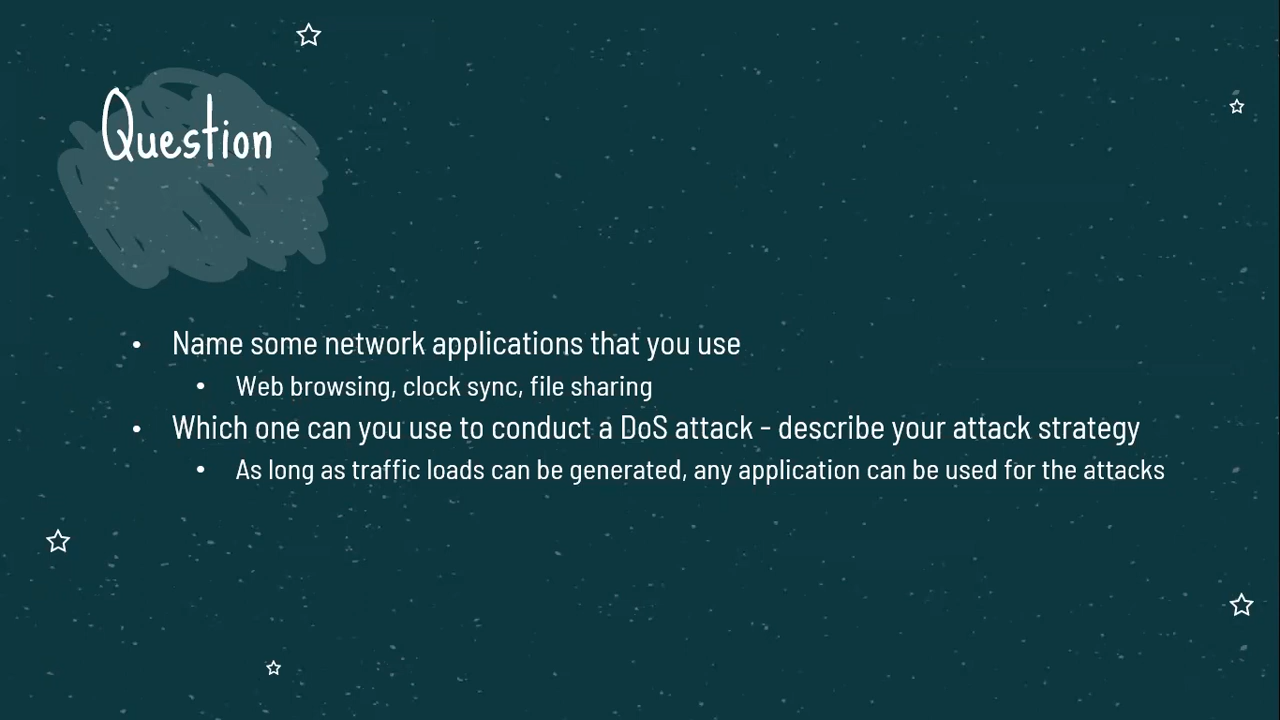 Question
• Name some network applications that you use
• Web browsing, clock sync, file sharing
• Which one can you use to conduct a DoS attack - describe your attack strategy
• As long as traffic loads can be generated, any application can be used for the attacks